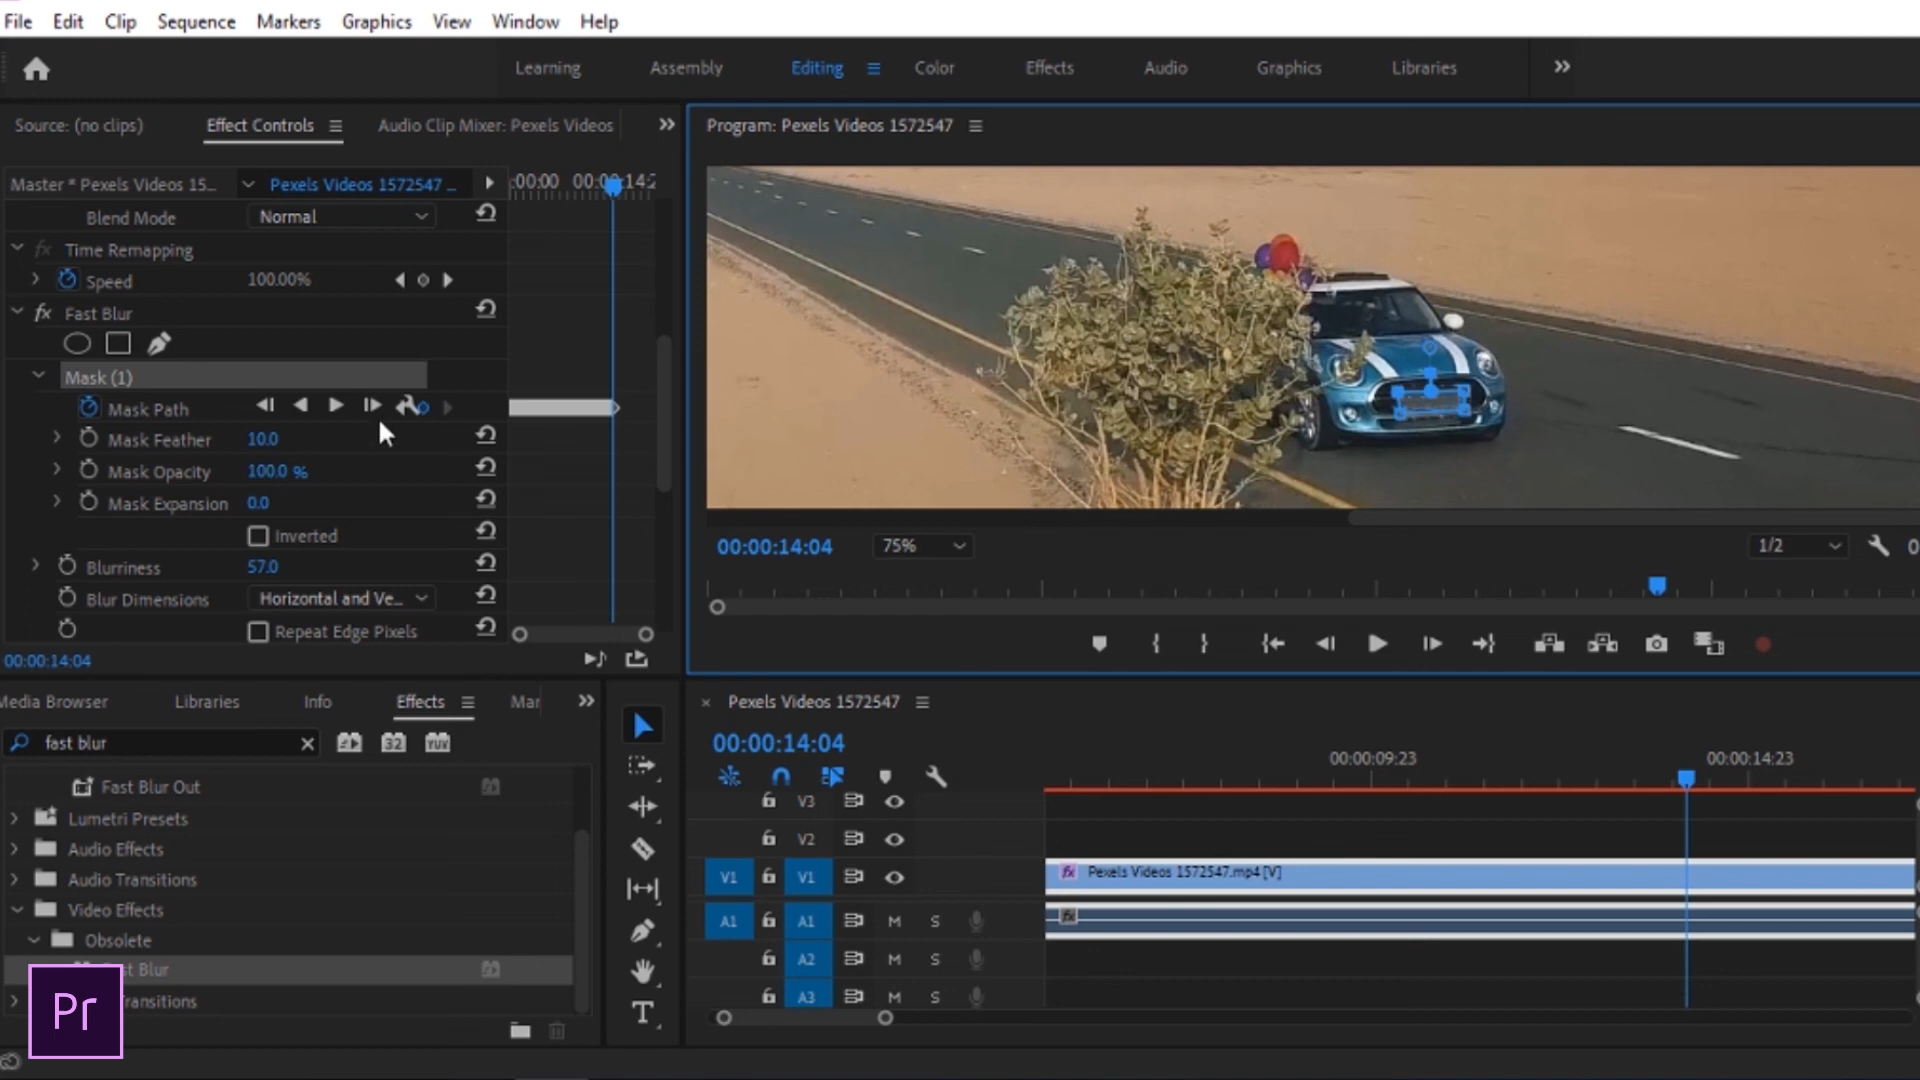 File Edit Clip Sequence Markers Graphics View Window Help
Learning Assembly Editing Color Effects Audio Graphics Libraries
Source: (no clips) Effect Controls Audio Clip Mixer: Pexels Videos
Program: Pexels Videos 1572547
Master * Pexels Videos 15... Pexels Videos 1572547 ...
:00:00
Blend Mode Normal
fx Time Remapping
Speed 100.00%
fx Fast Blur
Mask (1)
Mask Path
Mask Feather 10.0
Mask Opacity 100.0 %
Mask Expansion 0.0
Inverted
Blurriness 57.0
Blur Dimensions Horizontal and Ve...
Repeat Edge Pixels
00:00:14:04
00:00:14:04 75% 1/2
Media Browser Libraries Info Effects Mar
fast blur 32 YUV
Fast Blur Out
Lumetri Presets
Audio Effects
Audio Transitions
Video Effects
Obsolete
st Blur
Transitions
Pr
× Pexels Videos 1572547
00:00:14:04
00:00:09:23 00:00:14:23
V3
V2
V1 V1 fx Pexels Videos 1572547.mp4 [V]
A1 A1 M S fx
A2 M S
A3 M S